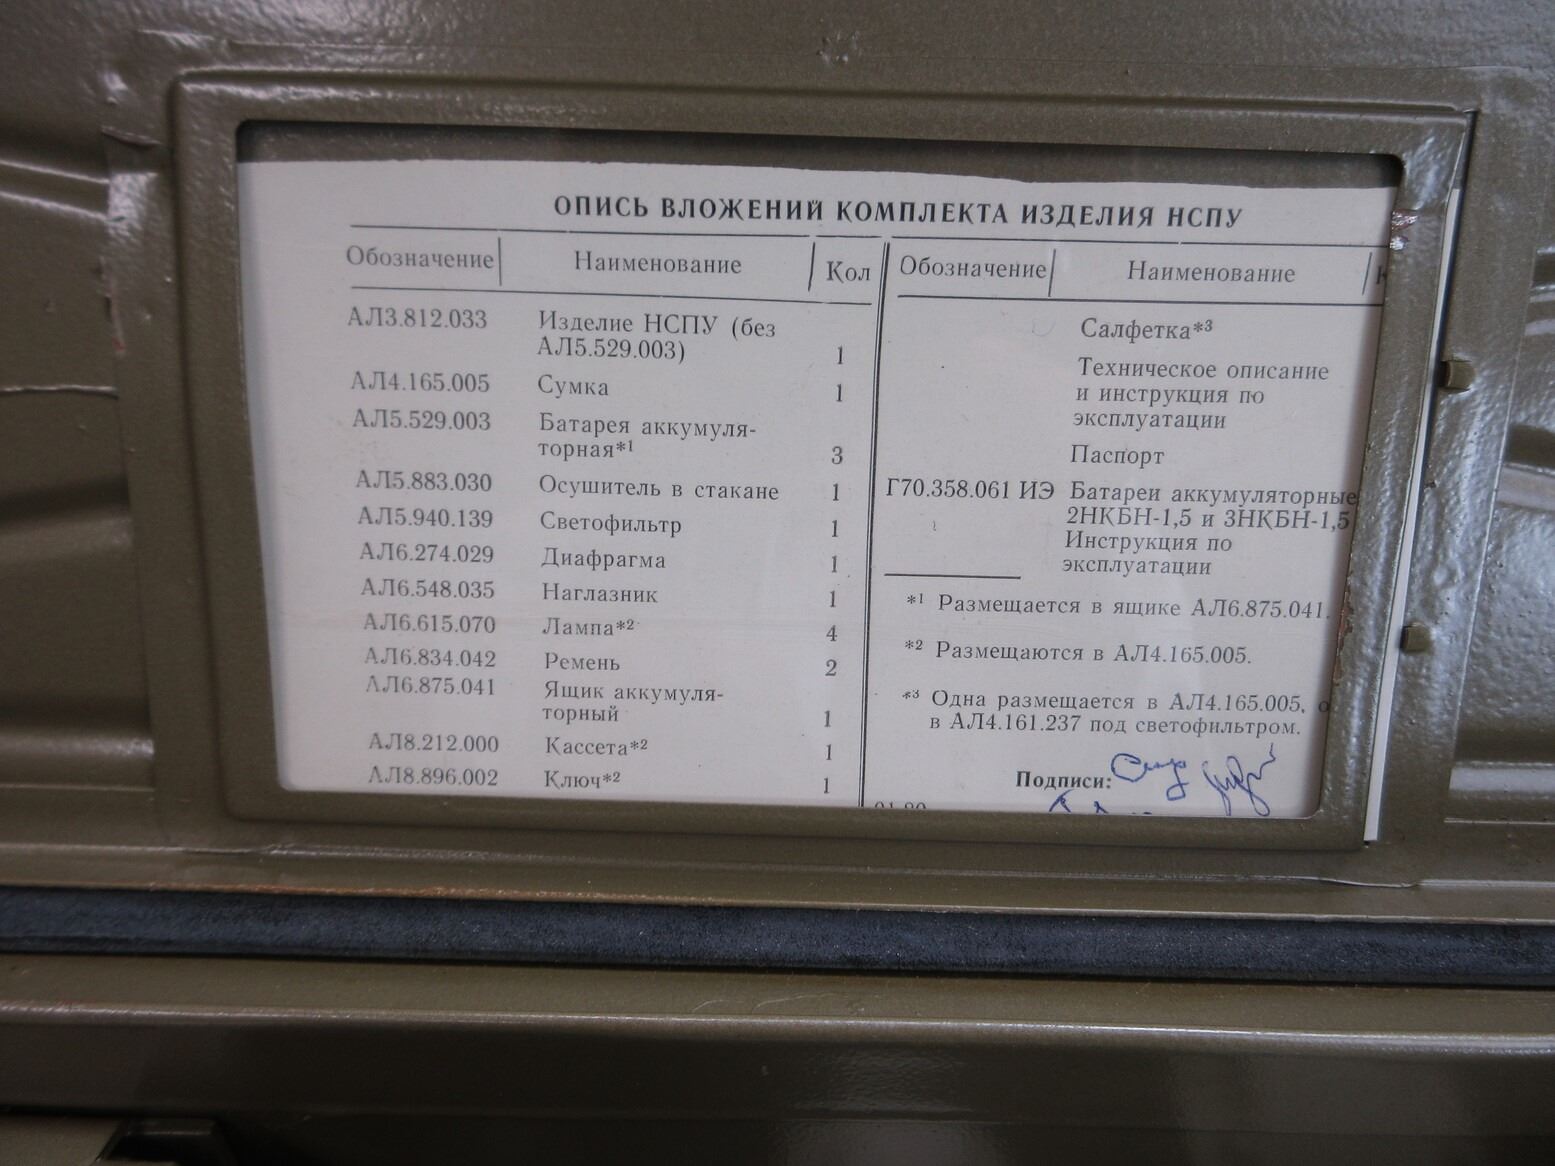 ОПИСЬ ВЛОЖЕНИЙ КОМПЛЕКТА ИЗДЕЛИЯ НСПУ
Обозначение Наименование Кол
АЛ3.812.033 Изделие НСПУ (без
АЛ5.529.003) 1
АЛ4.165.005 Сумка 1
АЛ5.529.003 Батарея аккумуля-
торная*1 3
АЛ5.883.030 Осушитель в стакане 1
АЛ5.940.139 Светофильтр 1
АЛ6.274.029 Диафрагма 1
АЛ6.548.035 Наглазник 1
АЛ6.615.070 Лампа*2 4
АЛ6.834.042 Ремень 2
АЛ6.875.041 Ящик аккумуля-
торный 1
АЛ8.212.000 Кассета*2 1
АЛ8.896.002 Ключ*2 1
Обозначение Наименование
Салфетка*3
Техническое описание
и инструкция по
эксплуатации
Паспорт
Г70.358.061 ИЭ Батареи аккумуляторные
2НКБН-1,5 и 3НКБН-1,5
Инструкция по
эксплуатации
*1 Размещается в ящике АЛ6.875.041.
*2 Размещаются в АЛ4.165.005.
*3 Одна размещается в АЛ4.165.005,
в АЛ4.161.237 под светофильтром.
Подписи: